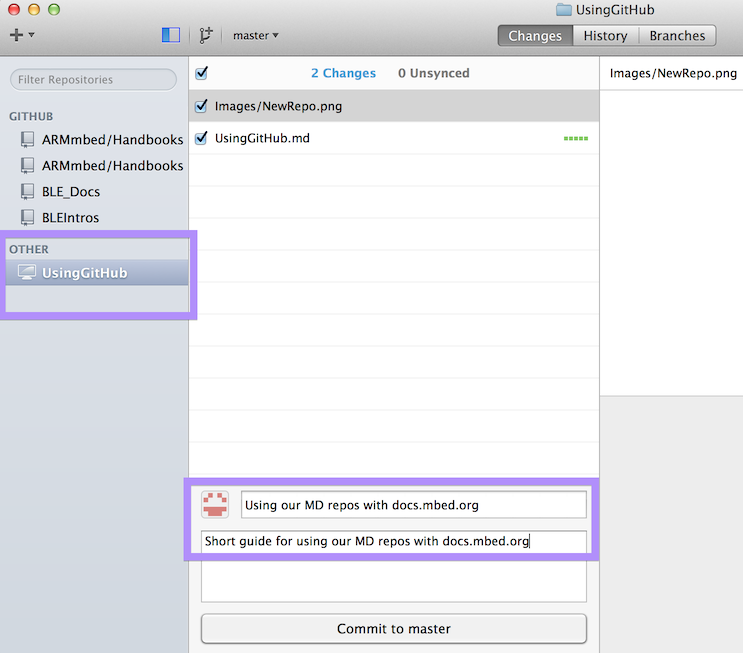 UsingGitHub
master
Changes
History
Branches
Filter Repositories
GITHUB
ARMmbed/Handbooks
ARMmbed/Handbooks
BLE_Docs
BLEIntros
OTHER
UsingGitHub
2 Changes
0 Unsynced
Images/NewRepo.png
UsingGitHub.md
Using our MD repos with docs.mbed.org
Short guide for using our MD repos with docs.mbed.org
Commit to master
Images/NewRepo.png